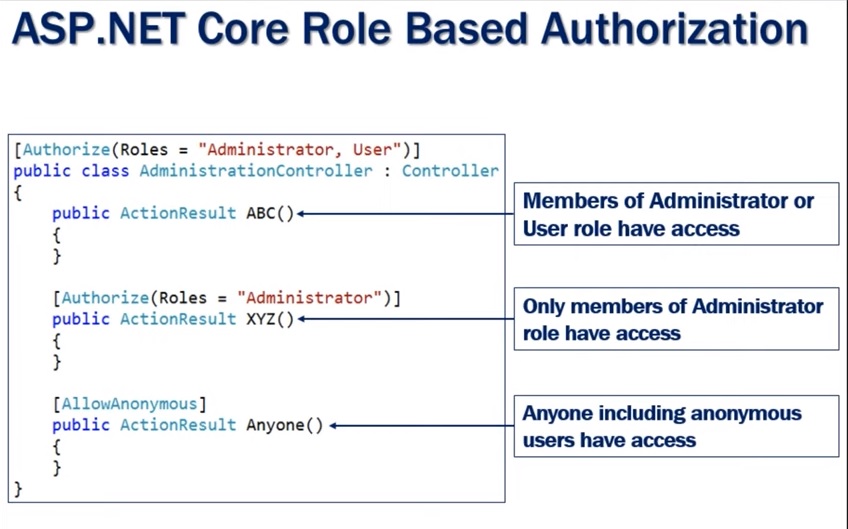 ASP.NET Core Role Based Authorization
[Authorize(Roles = "Administrator, User")]
public class AdministrationController : Controller
{
public ActionResult ABC()
{
}
[Authorize(Roles = "Administrator")]
public ActionResult XYZ()
{
}
[AllowAnonymous]
public ActionResult Anyone()
{
}
}
Members of Administrator or
User role have access
Only members of Administrator
role have access
Anyone including anonymous
users have access